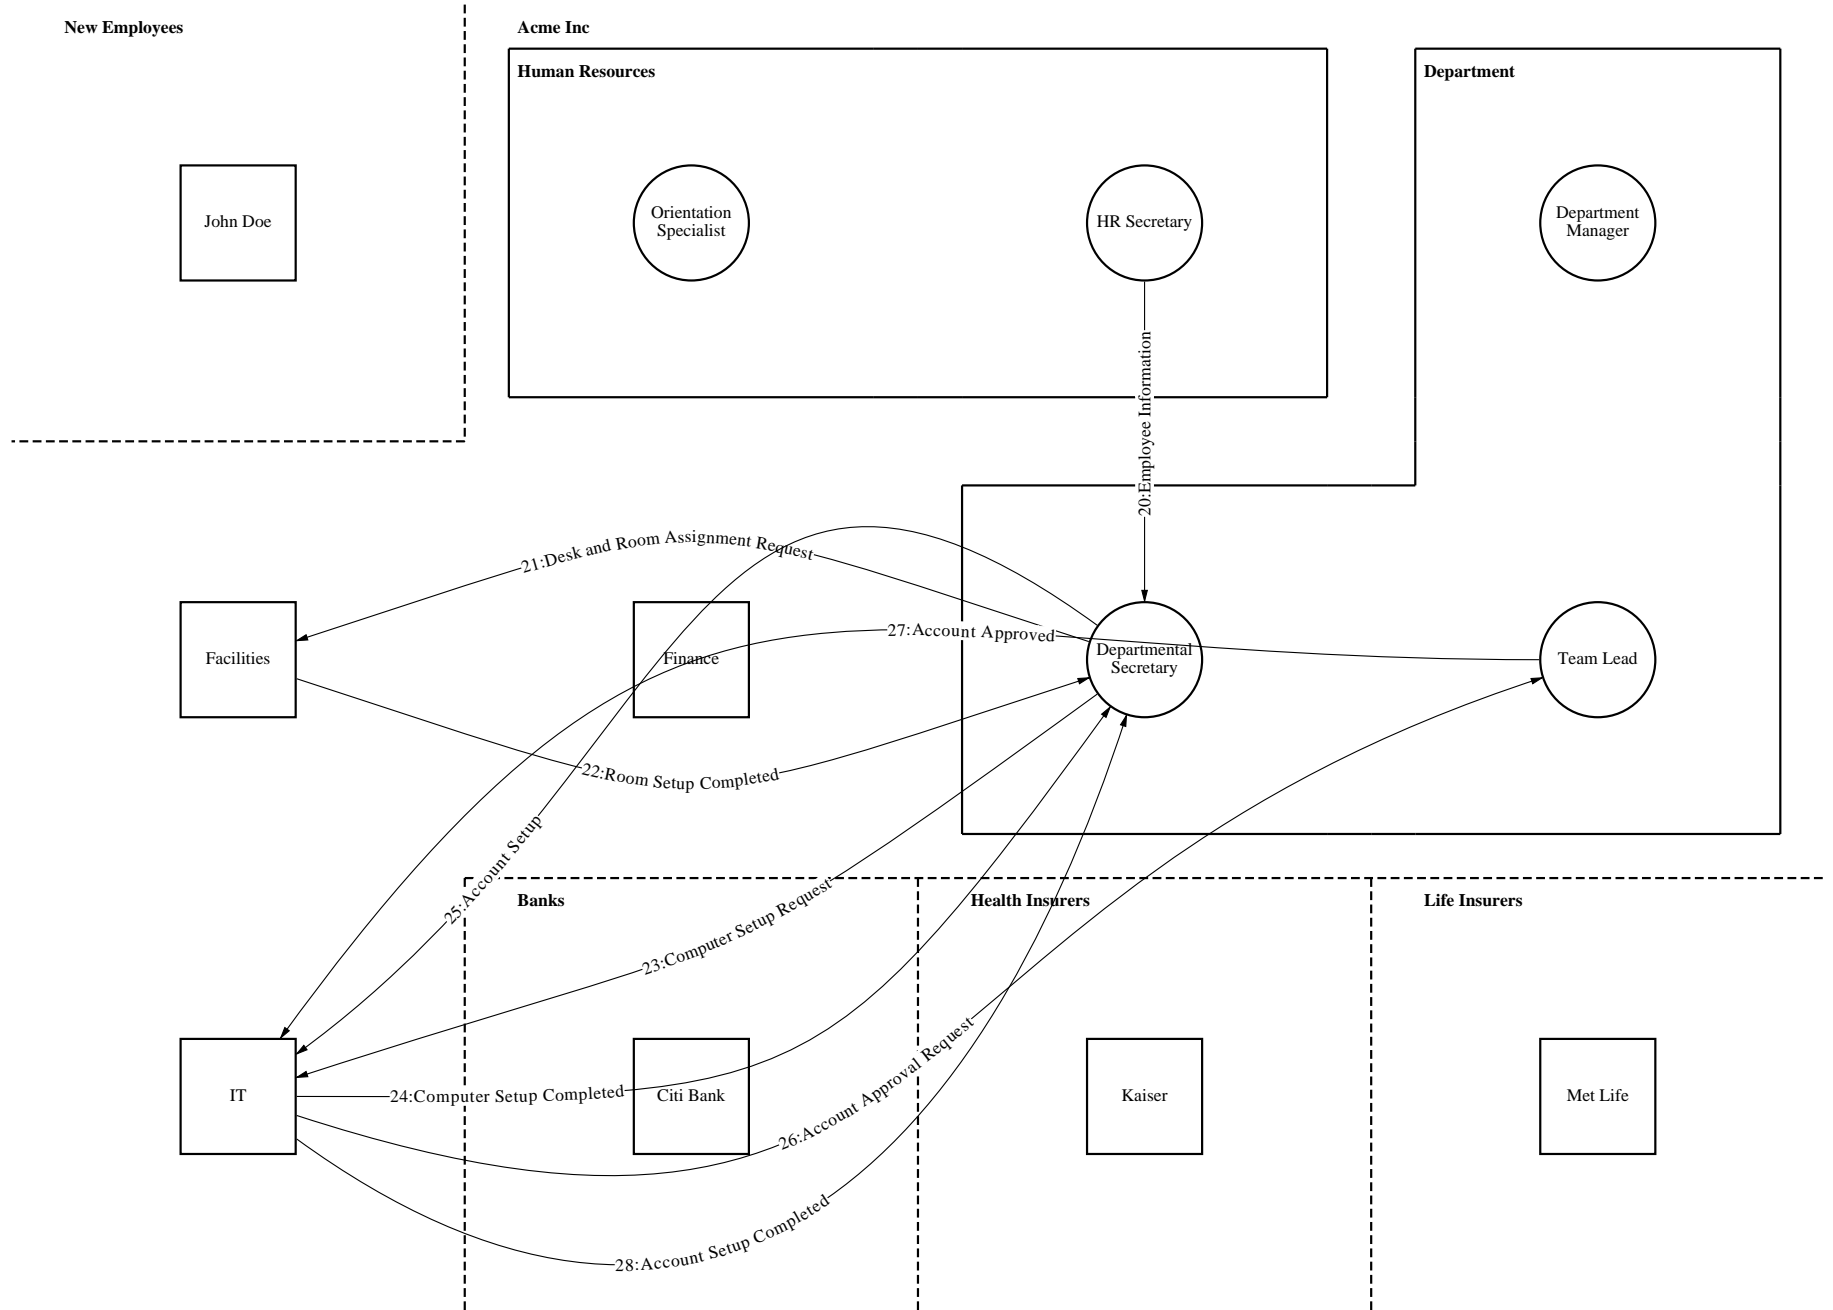 New Employees
Acme Inc
Human Resources
Department
John Doe
Orientation
Specialist
HR Secretary
Department
Manager
20:Employee Information
21:Desk and Room Assignment Request
27:Account Approved
Facilities
Finance
Departmental
Secretary
Team Lead
22:Room Setup Completed
25:Account Setup
23:Computer Setup Request
Banks
Health Insurers
Life Insurers
IT
24:Computer Setup Completed
Citi Bank
26:Account Approval Request
Kaiser
Met Life
28:Account Setup Completed